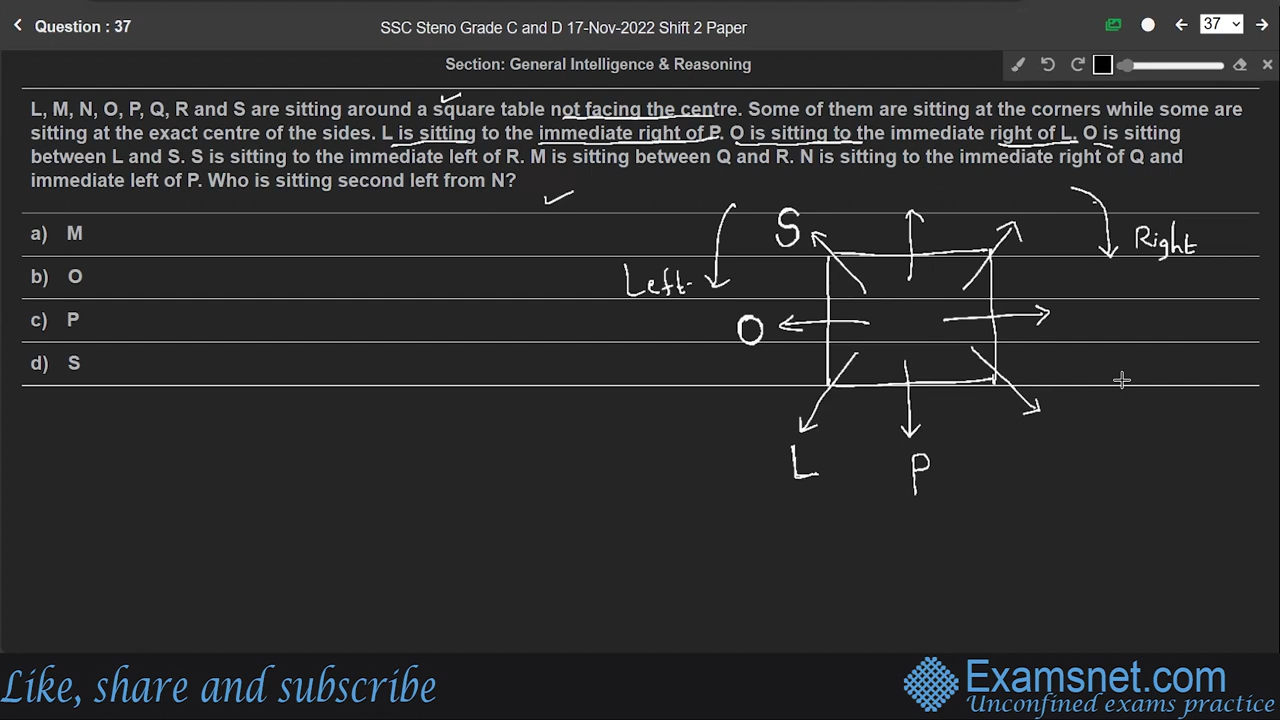 Question : 37
SSC Steno Grade C and D 17-Nov-2022 Shift 2 Paper
37
Section: General Intelligence & Reasoning
L, M, N, O, P, Q, R and S are sitting around a square table not facing the centre. Some of them are sitting at the corners while some are
sitting at the exact centre of the sides. L is sitting to the immediate right of P. O is sitting to the immediate right of L. O is sitting
between L and S. S is sitting to the immediate left of R. M is sitting between Q and R. N is sitting to the immediate right of Q and
immediate left of P. Who is sitting second left from N?
a) M
b) O
c) P
d) S
S
Right
Left
O
L
P
Like, share and subscribe
Examsnet.com
Unconfined exams practice